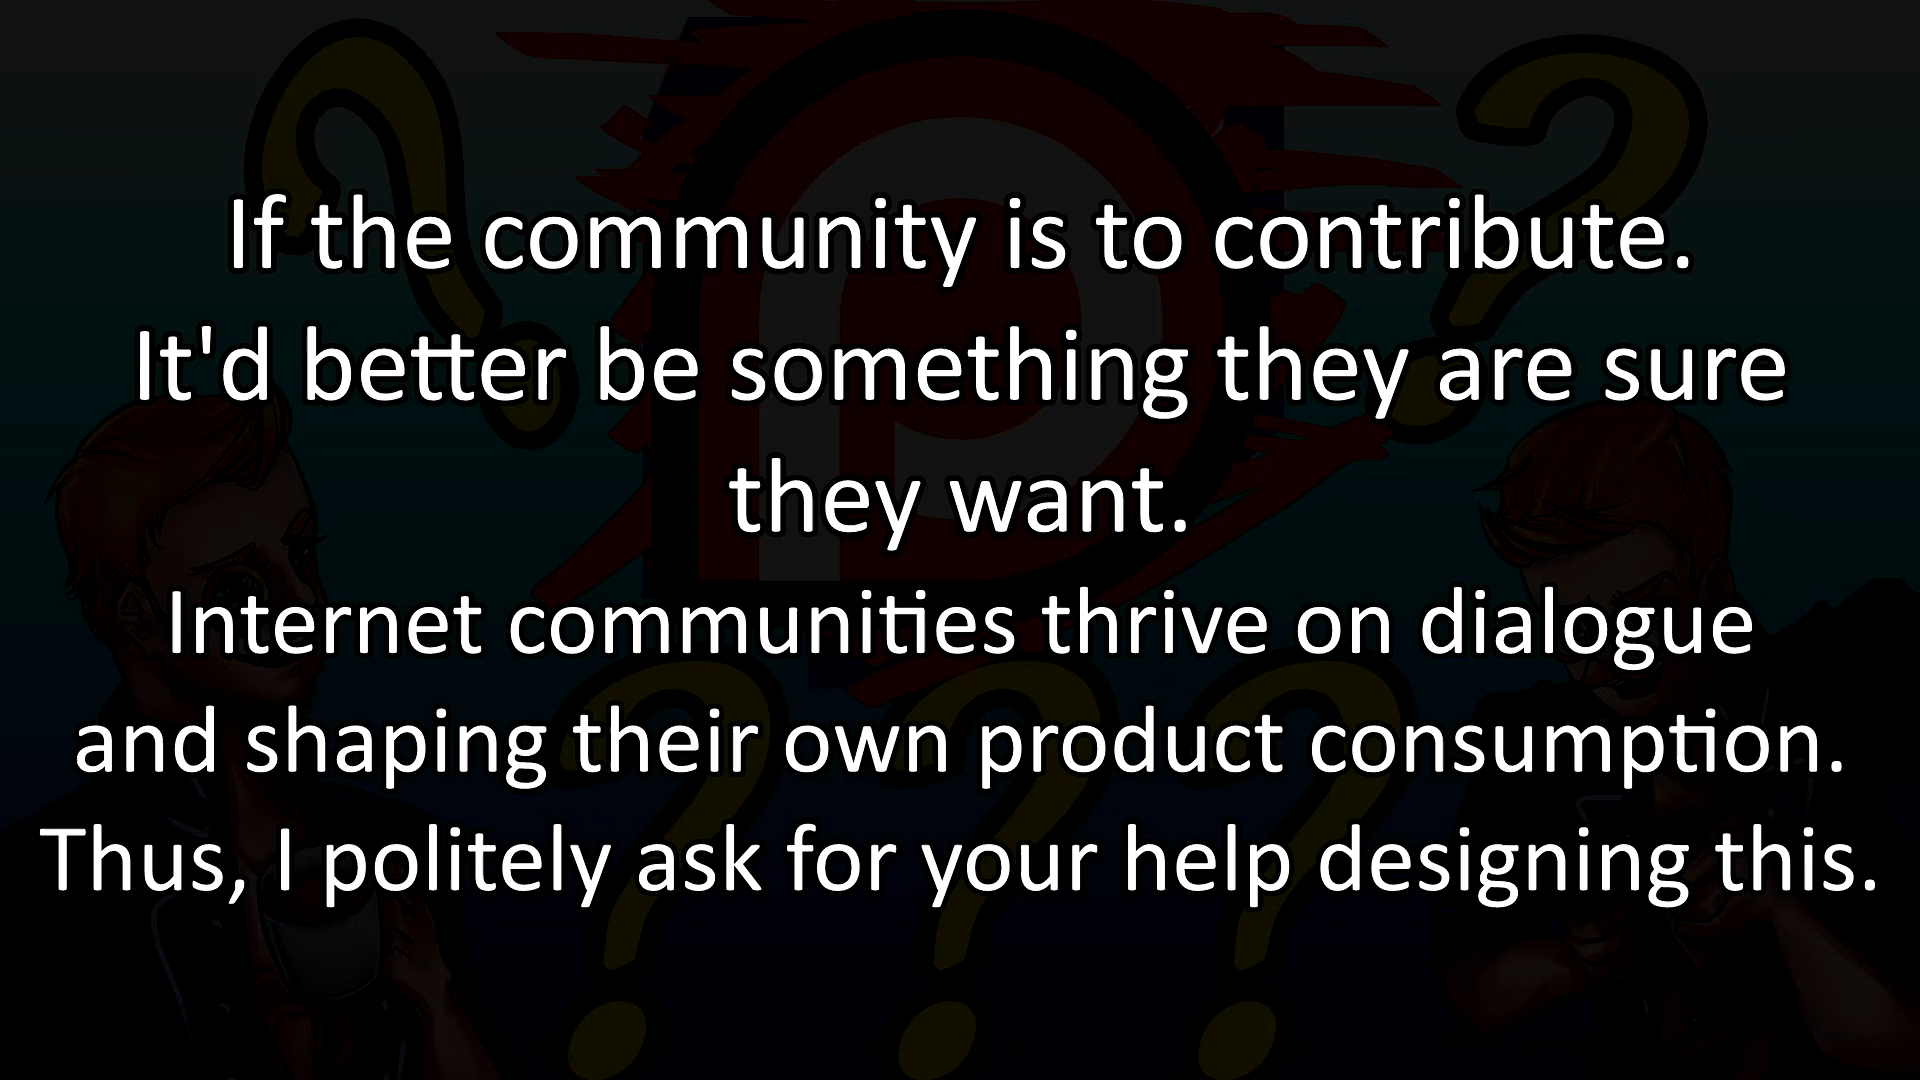 If the community is to contribute.
It'd better be something they are sure
they want.
Internet communities thrive on dialogue
and shaping their own product consumption.
Thus, I politely ask for your help designing this.